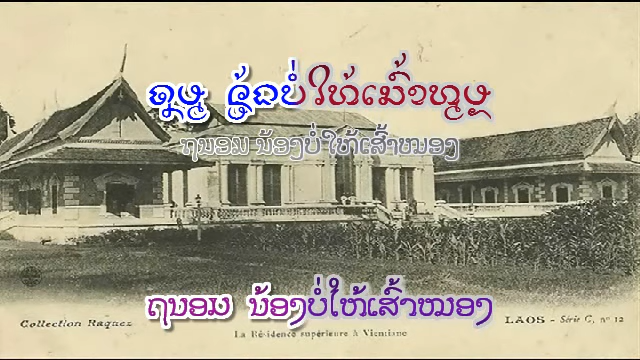 ຖນອມ ນ້ອງບໍ່ໃຫ້ເສົ້າໝອງ
ຖນອມ ນ້ອງບໍ່ໃຫ້ເສົ້າໝອງ
Collection Raquez
La Résidence supérieure à Vientiane
LAOS - Série C, nº 12